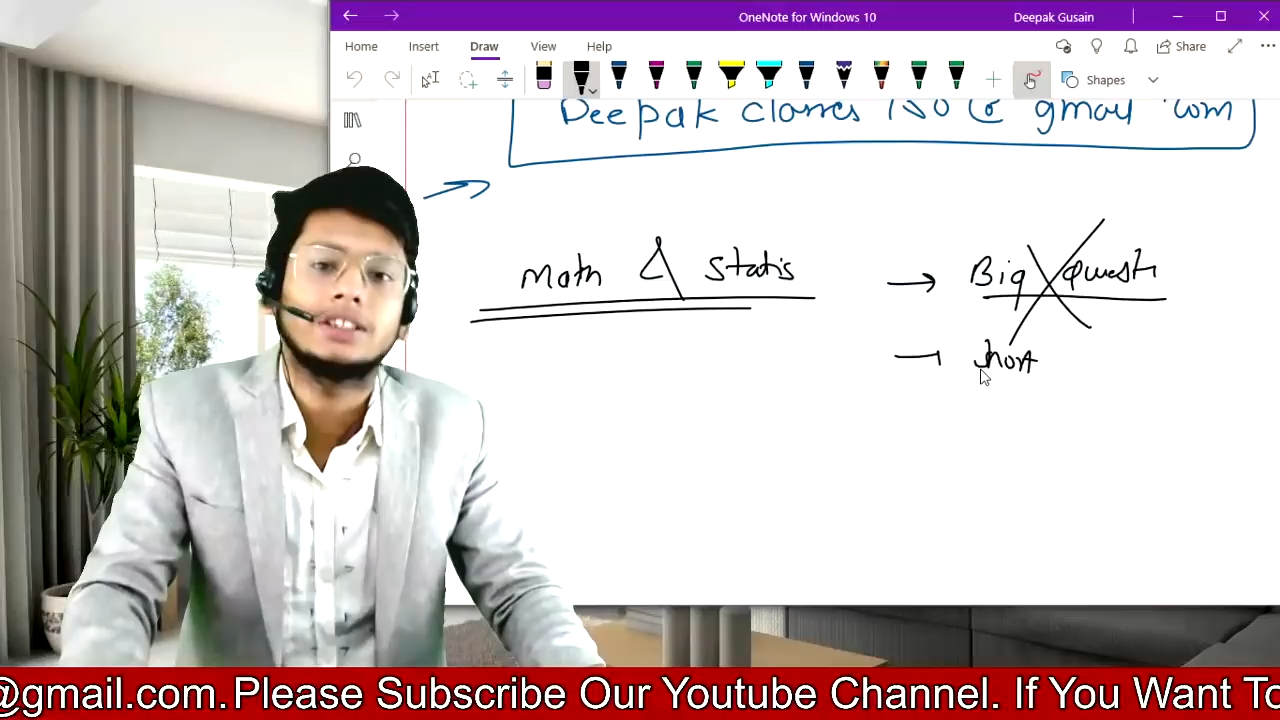 OneNote for Windows 10 Deepak Gusain
Home Insert Draw View Help Share
Shapes
Deepak classes 150 @ gmail .com
Math & Statis → Big Questi
→ short
@gmail.com. Please Subscribe Our Youtube Channel. If You Want To